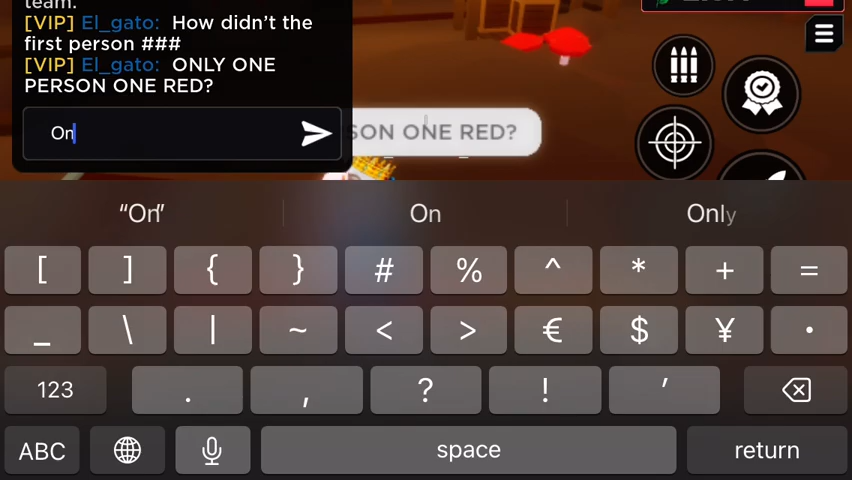 team.
[VIP] El_gato: How didn't the
first person ###
[VIP] El_gato: ONLY ONE
PERSON ONE RED?
On
SON ONE RED?
"On" On Only
[ ] { } # % ^ * + =
_ \ | ~ < > € $ ¥ •
123 . , ? ! '
ABC space return